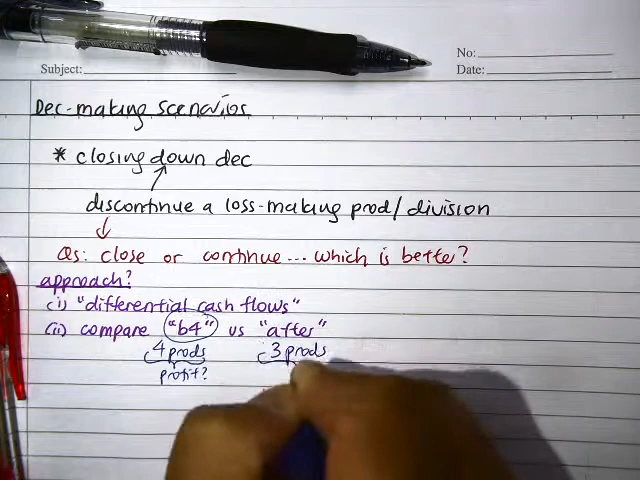 No:
Subject: Date:
Dec-making scenarios
* closing down dec
discontinue a loss-making prod/division
Qs: close or continue... which is better?
approach?
(i) "differential cash flows"
(ii) compare "b4" vs "after"
4 prods 3 prods
profit?